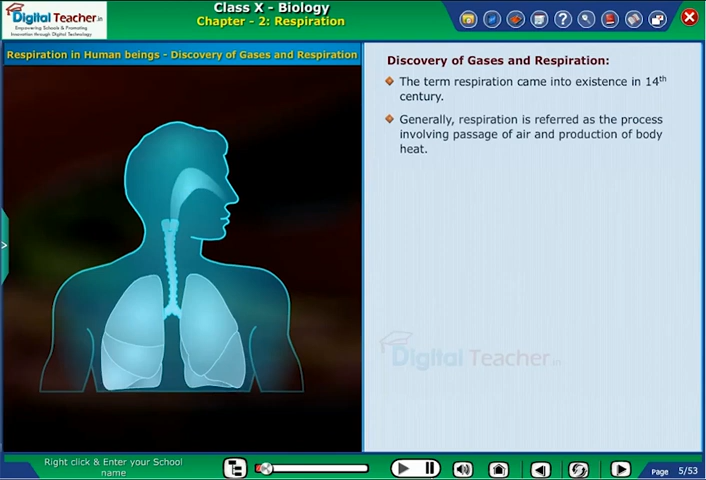 Digital Teacher.in
Empowering Schools & Promoting
Innovation through Digital Technology
Class X - Biology
Chapter - 2: Respiration
Respiration in Human beings - Discovery of Gases and Respiration
Discovery of Gases and Respiration:
The term respiration came into existence in 14th
century.
Generally, respiration is referred as the process
involving passage of air and production of body
heat.
Digital Teacher.in
Right click & Enter your School
name
Page 5/53